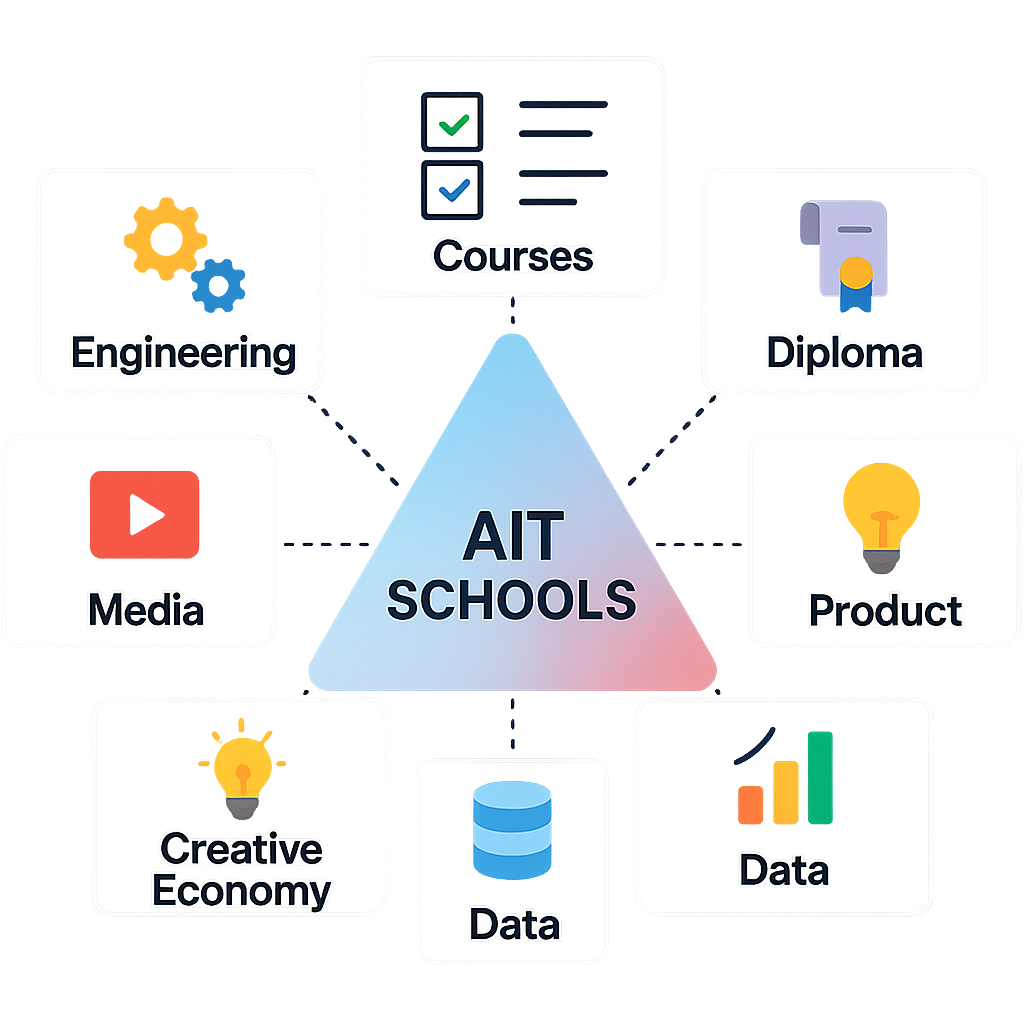 Courses
Engineering
Diploma
AIT
SCHOOLS
Media
Product
Creative
Economy
Data
Data